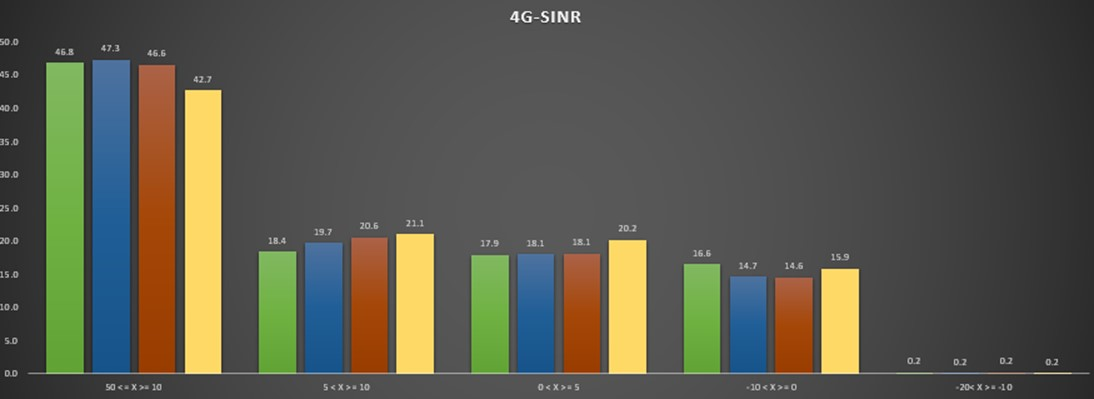 4G-SINR
50.0
45.0
40.0
35.0
30.0
25.0
20.0
15.0
10.0
5.0
0.0
46.8 47.3 46.6 42.7
18.4 19.7 20.6 21.1
17.9 18.1 18.1 20.2
16.6 14.7 14.6 15.9
0.2 0.2 0.2 0.2
50 <= X >= 10 5 < X >= 10 0 < X >= 5 -10 < X >= 0 -20< X >= -10